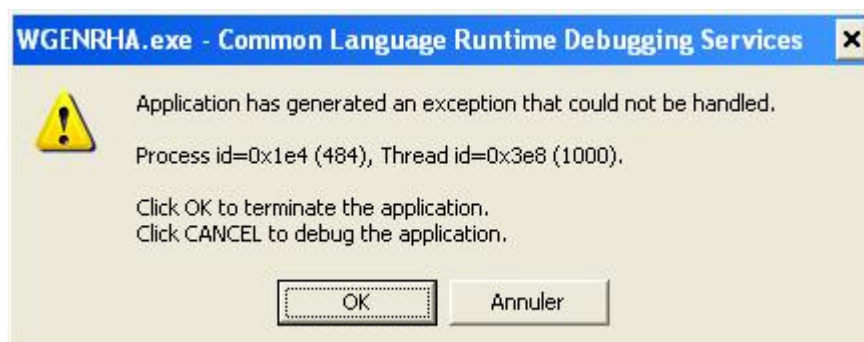 WGENRHA.exe - Common Language Runtime Debugging Services
Application has generated an exception that could not be handled.
Process id=0x1e4 (484), Thread id=0x3e8 (1000).
Click OK to terminate the application.
Click CANCEL to debug the application.
OK Annuler